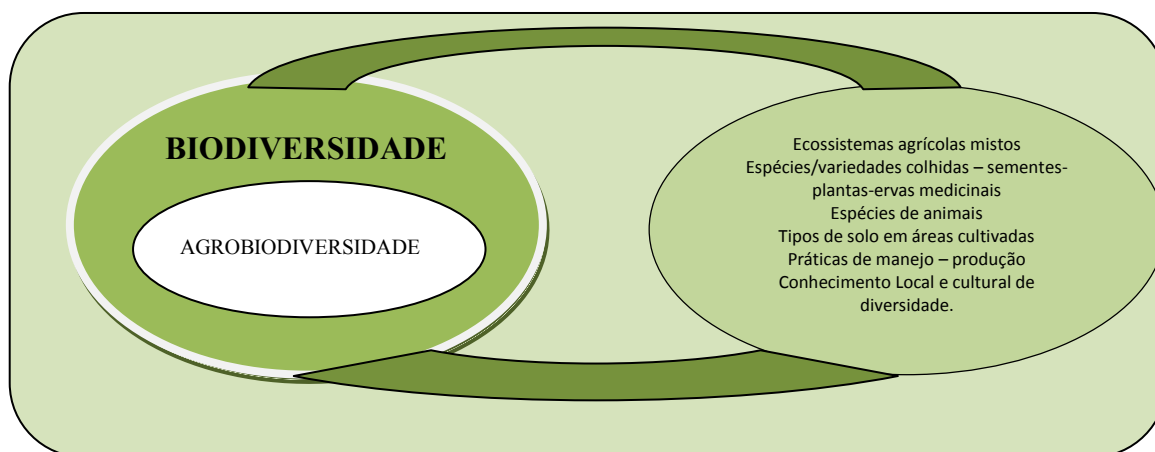 BIODIVERSIDADE
AGROBIODIVERSIDADE
Ecossistemas agrícolas mistos
Espécies/variedades colhidas – sementes-
plantas-ervas medicinais
Espécies de animais
Tipos de solo em áreas cultivadas
Práticas de manejo – produção
Conhecimento Local e cultural de
diversidade.